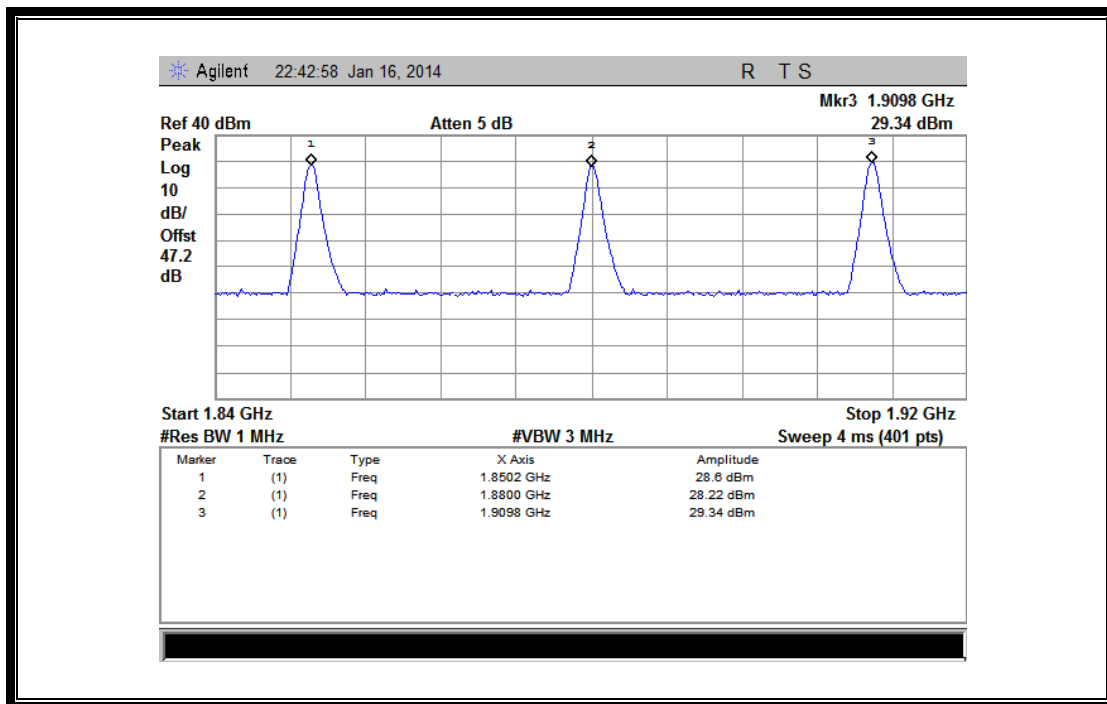 Agilent 22:42:58 Jan 16, 2014 R T S
Mkr3 1.9098 GHz
Ref 40 dBm Atten 5 dB 29.34 dBm
Peak
Log
10
dB/
Offst
47.2
dB
1 2 3
Start 1.84 GHz Stop 1.92 GHz
#Res BW 1 MHz #VBW 3 MHz Sweep 4 ms (401 pts)
Marker Trace Type X Axis Amplitude
1 (1) Freq 1.8502 GHz 28.6 dBm
2 (1) Freq 1.8800 GHz 28.22 dBm
3 (1) Freq 1.9098 GHz 29.34 dBm